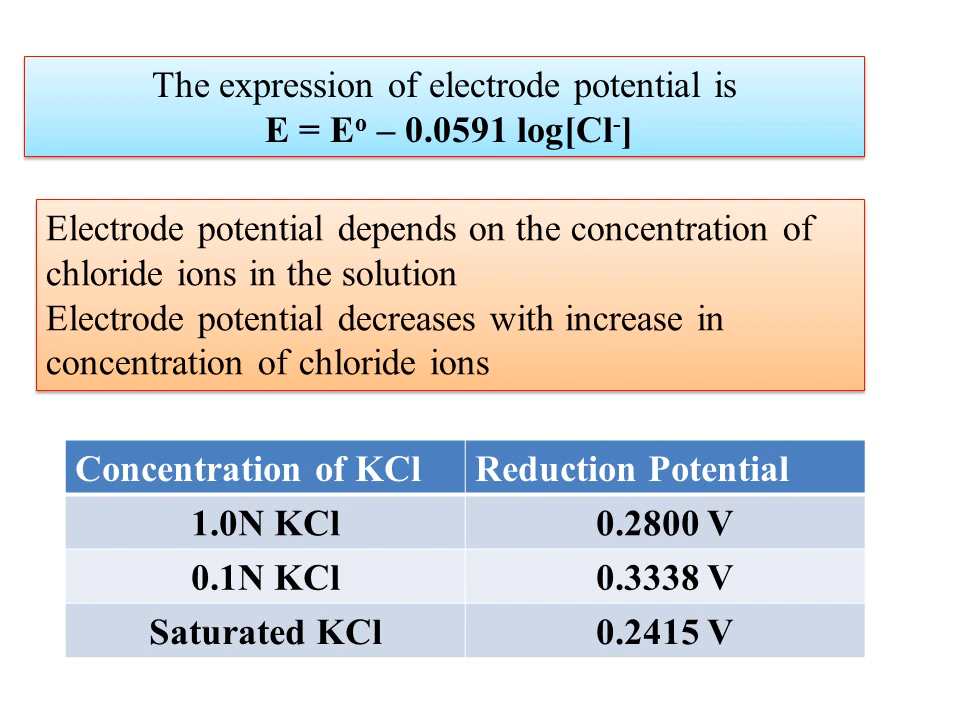 The expression of electrode potential is
E = Eº – 0.0591 log[Cl⁻]
Electrode potential depends on the concentration of
chloride ions in the solution
Electrode potential decreases with increase in
concentration of chloride ions
Concentration of KCl Reduction Potential
1.0N KCl 0.2800 V
0.1N KCl 0.3338 V
Saturated KCl 0.2415 V